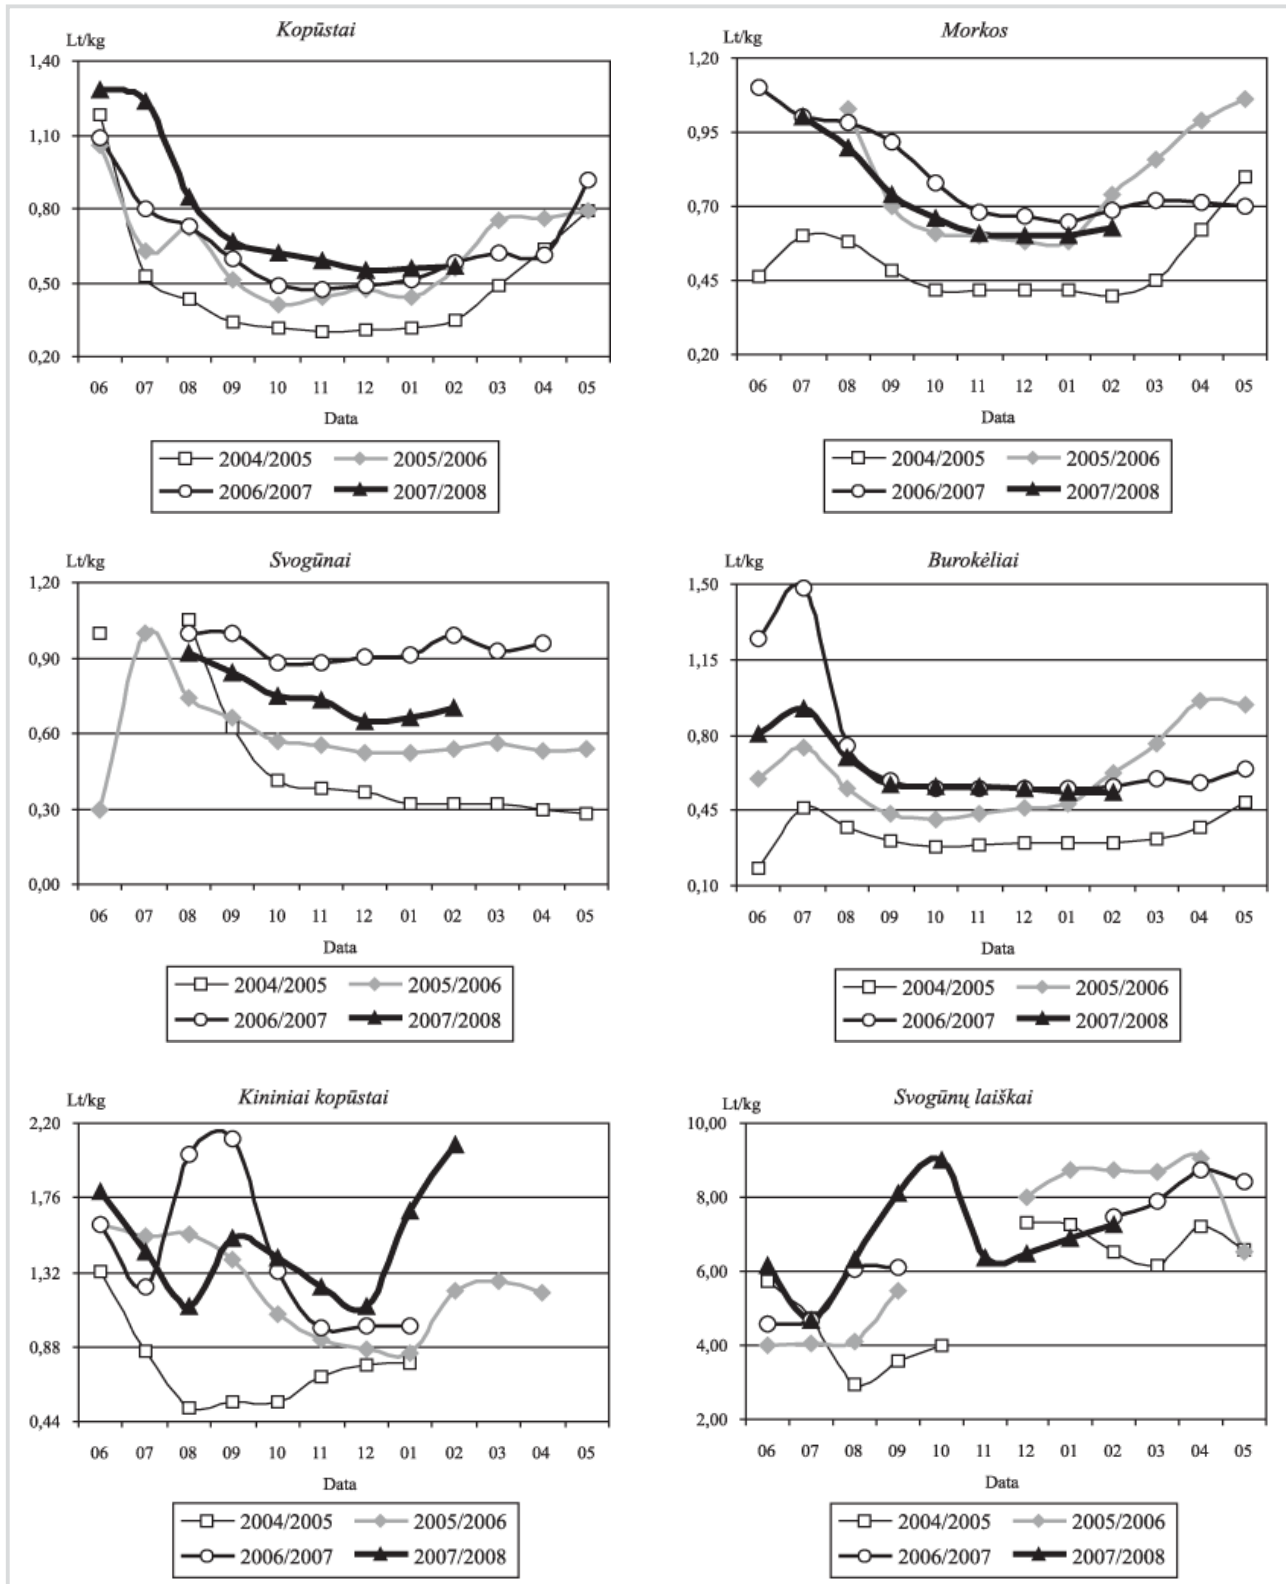 Kopūstai
Lt/kg
1,40
1,10
0,80
0,50
0,20
06 07 08 09 10 11 12 01 02 03 04 05
Data
2004/2005 2005/2006
2006/2007 2007/2008
Morkos
Lt/kg
1,20
0,95
0,70
0,45
0,20
06 07 08 09 10 11 12 01 02 03 04 05
Data
2004/2005 2005/2006
2006/2007 2007/2008
Svogūnai
Lt/kg
1,20
0,90
0,60
0,30
0,00
06 07 08 09 10 11 12 01 02 03 04 05
Data
2004/2005 2005/2006
2006/2007 2007/2008
Burokėliai
Lt/kg
1,50
1,15
0,80
0,45
0,10
06 07 08 09 10 11 12 01 02 03 04 05
Data
2004/2005 2005/2006
2006/2007 2007/2008
Kininiai kopūstai
Lt/kg
2,20
1,76
1,32
0,88
0,44
06 07 08 09 10 11 12 01 02 03 04 05
Data
2004/2005 2005/2006
2006/2007 2007/2008
Svogūnų laiškai
Lt/kg
10,00
8,00
6,00
4,00
2,00
06 07 08 09 10 11 12 01 02 03 04 05
Data
2004/2005 2005/2006
2006/2007 2007/2008